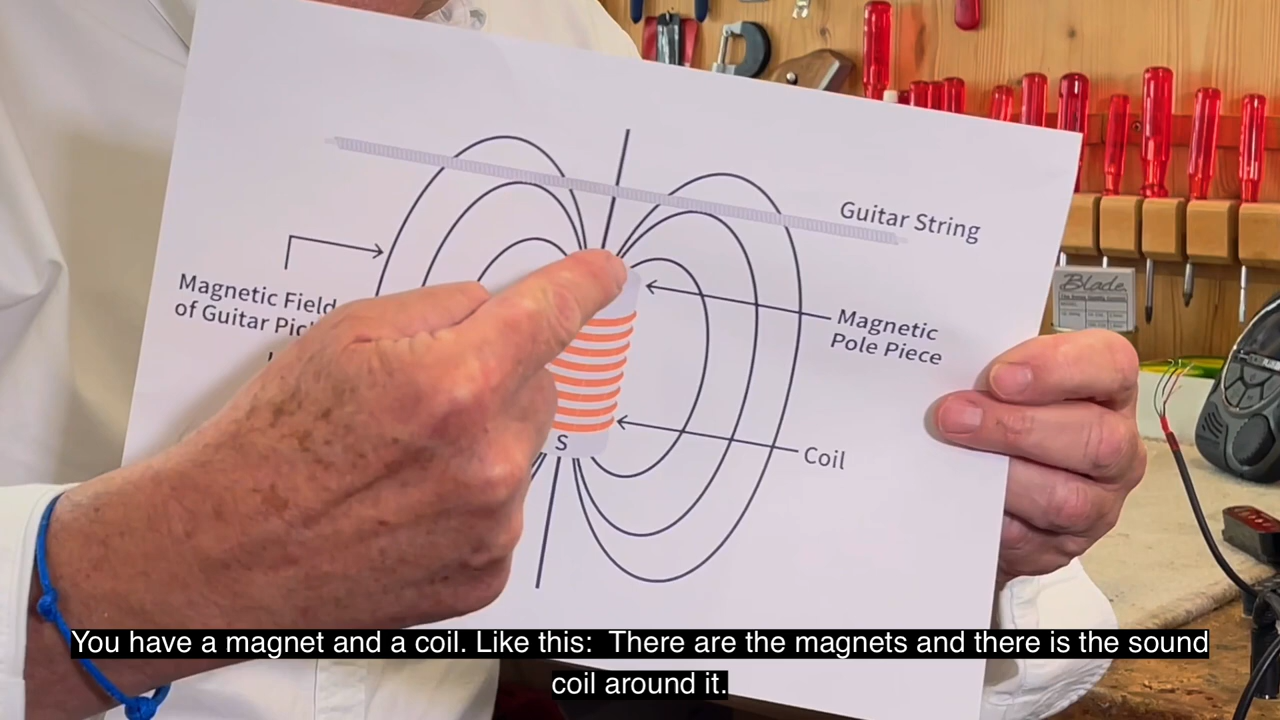 Guitar String
Magnetic Field
of Guitar
Magnetic
Pole Piece
Coil
S
Blade
You have a magnet and a coil. Like this:  There are the magnets and there is the sound
coil around it.